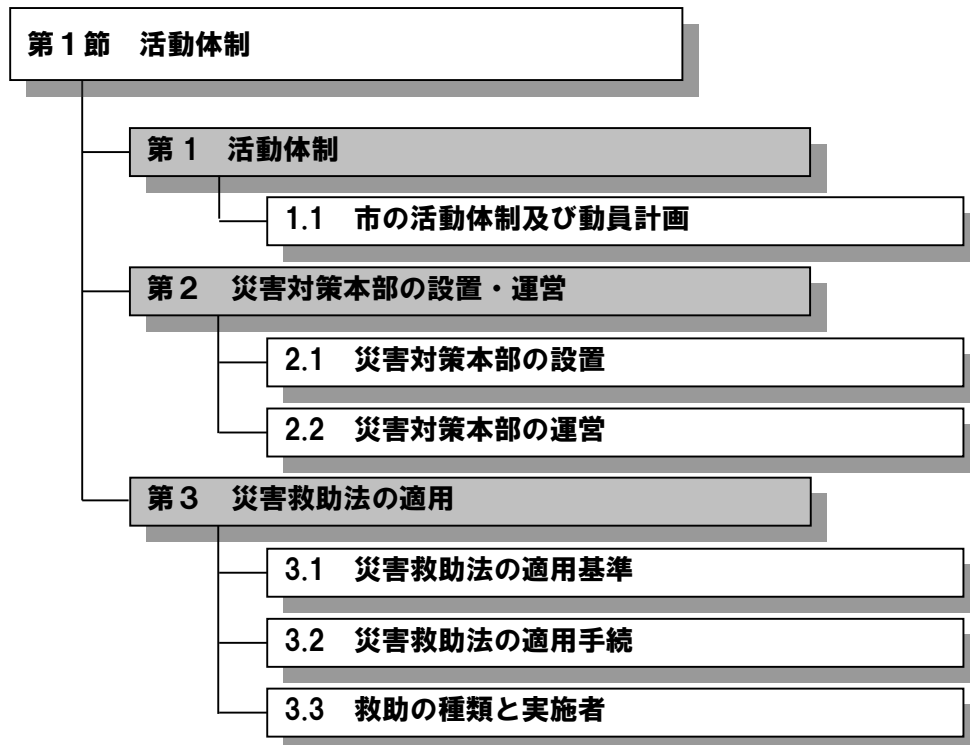 第１節　活動体制
第１　活動体制
1.1　市の活動体制及び動員計画
第２　災害対策本部の設置・運営
2.1　災害対策本部の設置
2.2　災害対策本部の運営
第３　災害救助法の適用
3.1　災害救助法の適用基準
3.2　災害救助法の適用手続
3.3　救助の種類と実施者